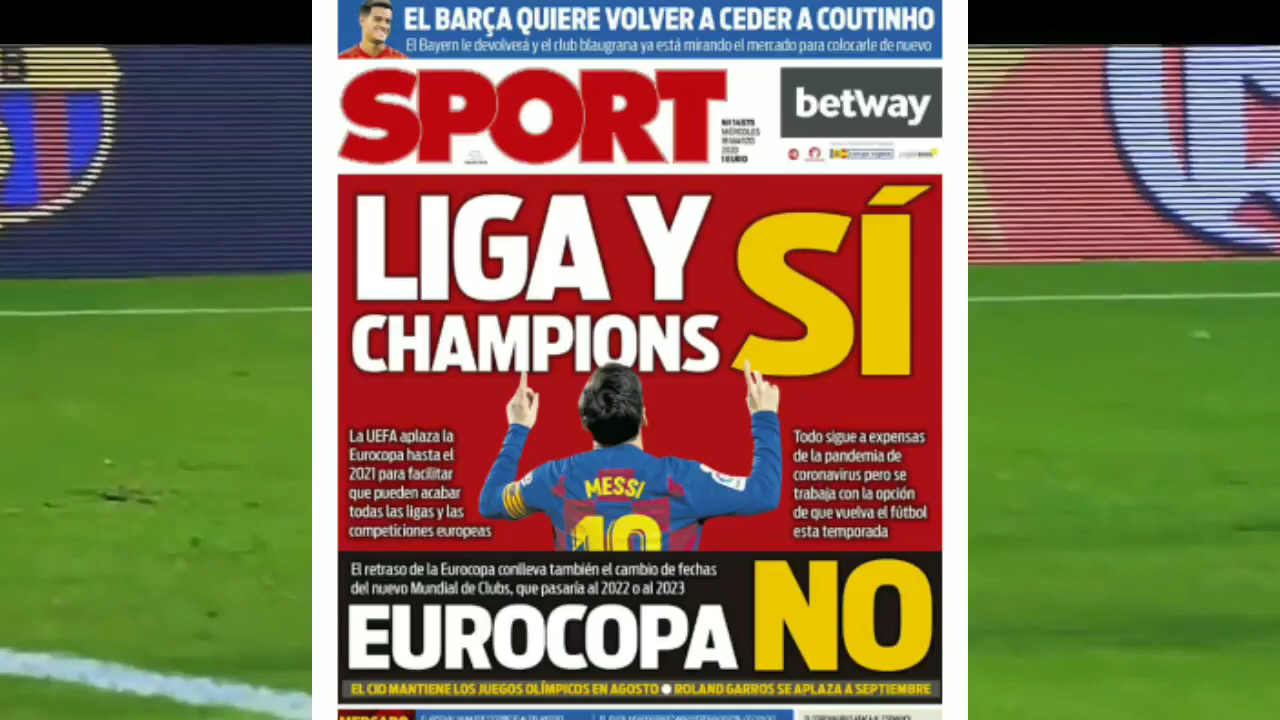 EL BARÇA QUIERE VOLVER A CEDER A COUTINHO
El Bayern le devolverá y el club blaugrana ya está mirando el mercado para colocarle de nuevo
SPORT
betway
MIÉRCOLES
2020
1 EURO
LIGA Y
CHAMPIONS
SÍ
La UEFA aplaza la
Eurocopa hasta el
2021 para facilitar
que pueden acabar
todas las ligas y las
competiciones europeas
Todo sigue a expensas
de la pandemia de
coronavirus pero se
trabaja con la opción
de que vuelva el fútbol
esta temporada
MESSI
10
El retraso de la Eurocopa conlleva también el cambio de fechas
del nuevo Mundial de Clubs, que pasaría al 2022 o al 2023
EUROCOPA NO
EL CIO MANTIENE LOS JUEGOS OLÍMPICOS EN AGOSTO ● ROLAND GARROS SE APLAZA A SEPTIEMBRE
MERCADO